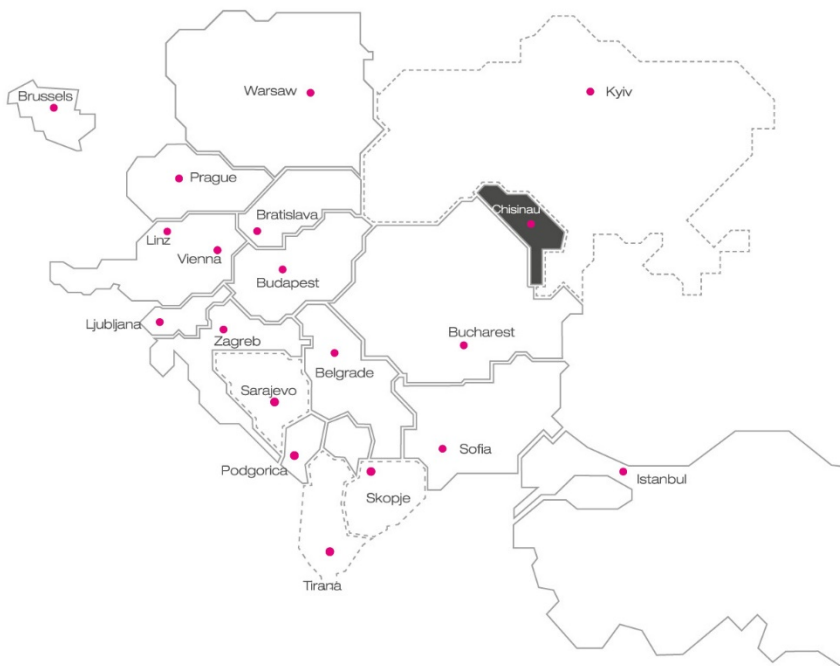 Warsaw
Kyiv
Brussels
Prague
Chisinau
Bratislava
Linz
Vienna
Budapest
Ljubljana
Zagreb
Bucharest
Belgrade
Sarajevo
Sofia
Podgorica
Istanbul
Skopje
Tirana